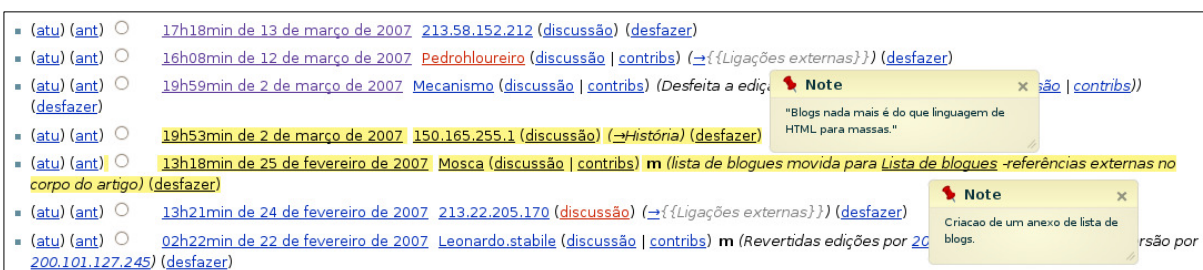 (atu) (ant) 17h18min de 13 de março de 2007 213.58.152.212 (discussão) (desfazer)
(atu) (ant) 16h08min de 12 de março de 2007 Pedrohloureiro (discussão | contribs) (→{{Ligações externas}}) (desfazer)
(atu) (ant) 19h59min de 2 de março de 2007 Mecanismo (discussão | contribs) (Desfeita a ediç são | contribs))
(desfazer)
Note
"Blogs nada mais é do que linguagem de
HTML para massas."
(atu) (ant) 19h53min de 2 de março de 2007 150.165.255.1 (discussão) (→História) (desfazer)
(atu) (ant) 13h18min de 25 de fevereiro de 2007 Mosca (discussão | contribs) m (lista de blogues movida para Lista de blogues -referências externas no
corpo do artigo) (desfazer)
Note
Criacao de um anexo de lista de
blogs.
(atu) (ant) 13h21min de 24 de fevereiro de 2007 213.22.205.170 (discussão) (→{{Ligações externas}}) (desfazer)
(atu) (ant) 02h22min de 22 de fevereiro de 2007 Leonardo.stabile (discussão | contribs) m (Revertidas edições por 20 rsão por
200.101.127.245) (desfazer)